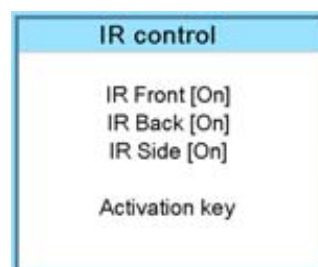 IR control
IR Front [On]
IR Back [On]
IR Side [On]
Activation key